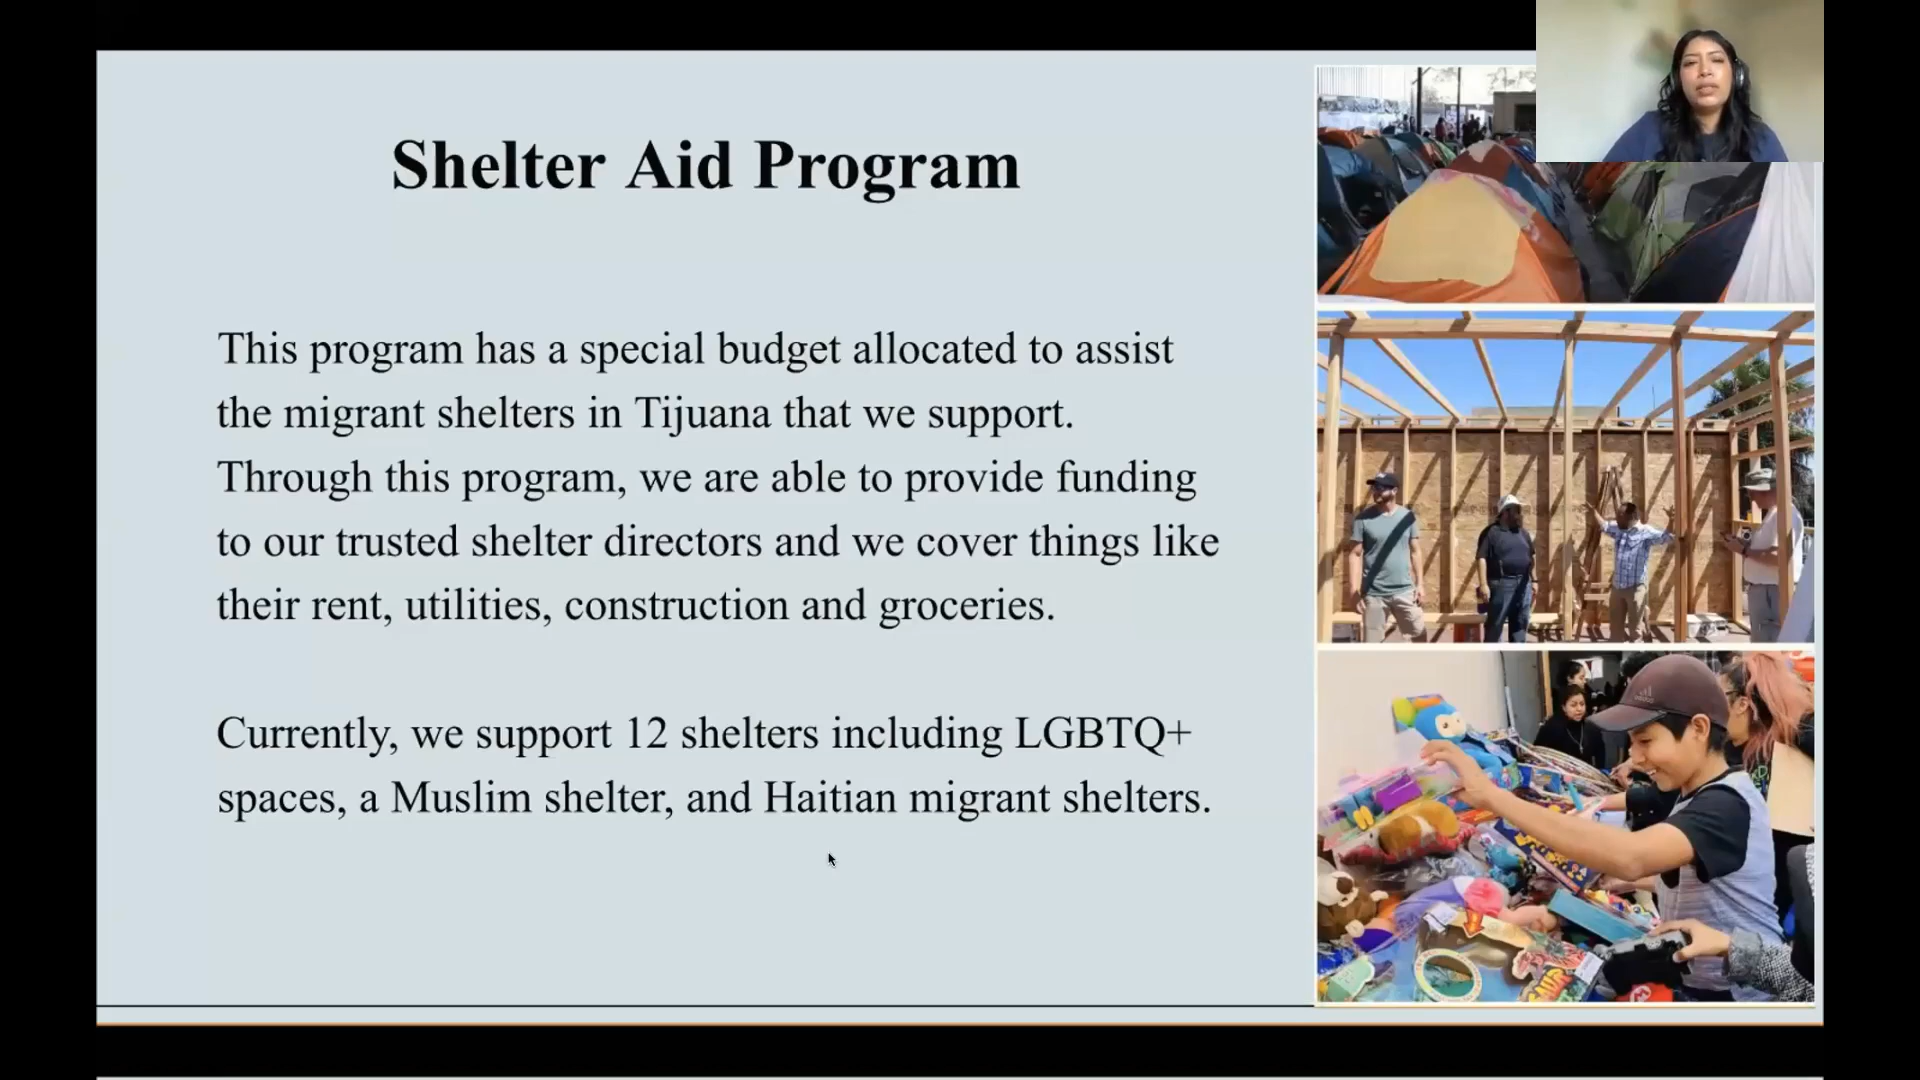 Shelter Aid Program
This program has a special budget allocated to assist
the migrant shelters in Tijuana that we support.
Through this program, we are able to provide funding
to our trusted shelter directors and we cover things like
their rent, utilities, construction and groceries.
Currently, we support 12 shelters including LGBTQ+
spaces, a Muslim shelter, and Haitian migrant shelters.